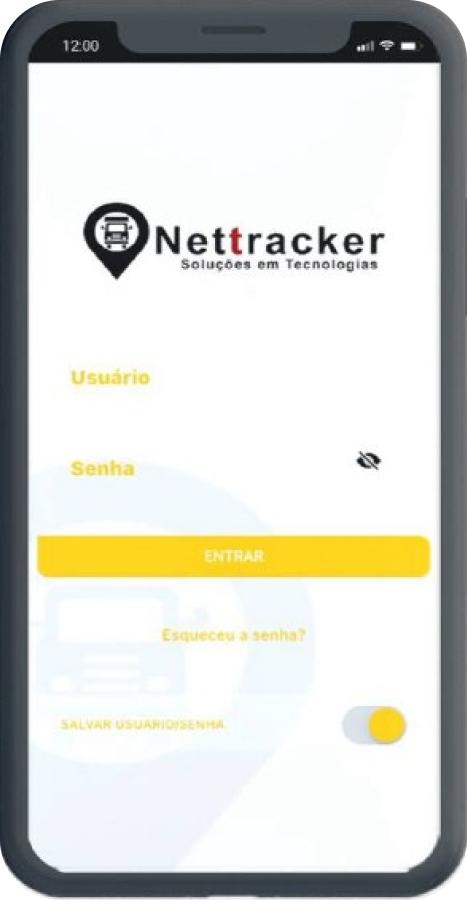 12:00
Nettracker
Soluções em Tecnologias
Usuário
Senha
ENTRAR
Esqueceu a senha?
SALVAR USUARIO/SENHA